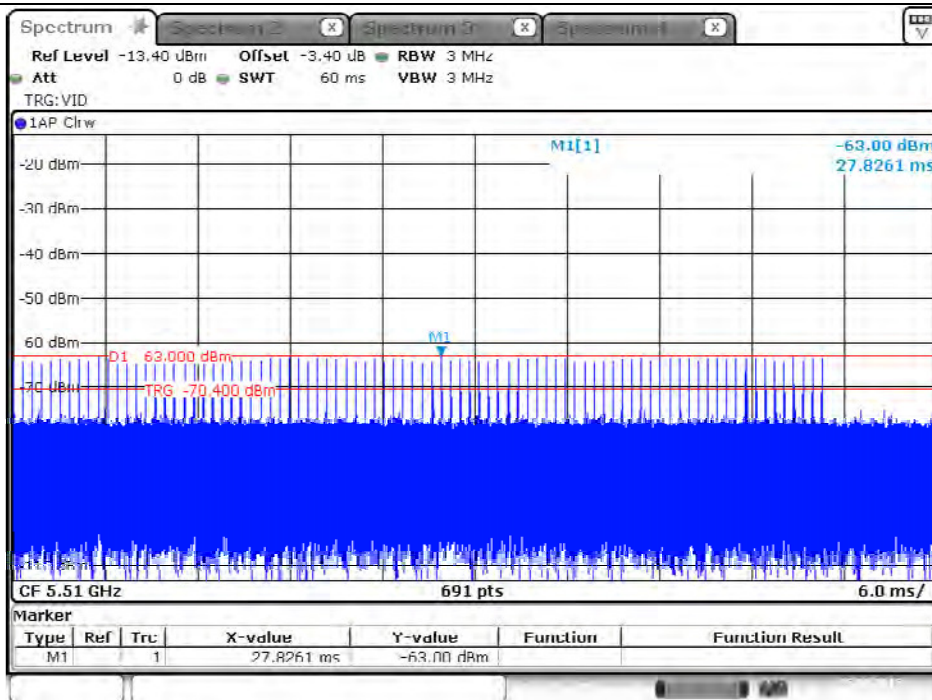 Spectrum
Ref Level -13.40 dBm Offset -3.40 dB RBW 3 MHz
Att 0 dB SWT 60 ms VBW 3 MHz
TRG:VID
1AP Clrw
M1[1] -63.00 dBm
27.8261 ms
-20 dBm
-30 dBm
-40 dBm
-50 dBm
60 dBm
M1
D1 63.000 dBm
-70 dBm
TRG -70.400 dBm
CF 5.51 GHz 691 pts 6.0 ms/
Marker
Type Ref Trc X-value Y-value Function Function Result
M1 1 27.8261 ms -63.00 dBm